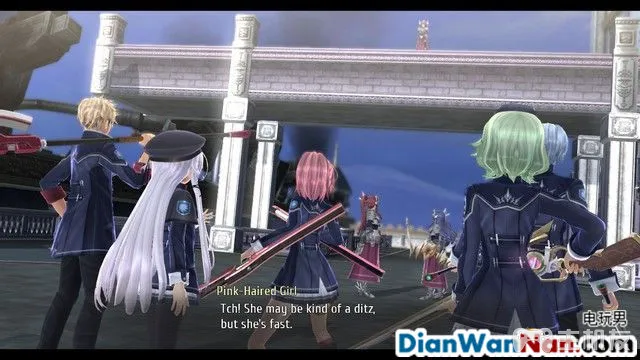 Pink-Haired Girl
Tch! She may be kind of a ditz,
but she's fast.
电玩男
DianWanNan.com